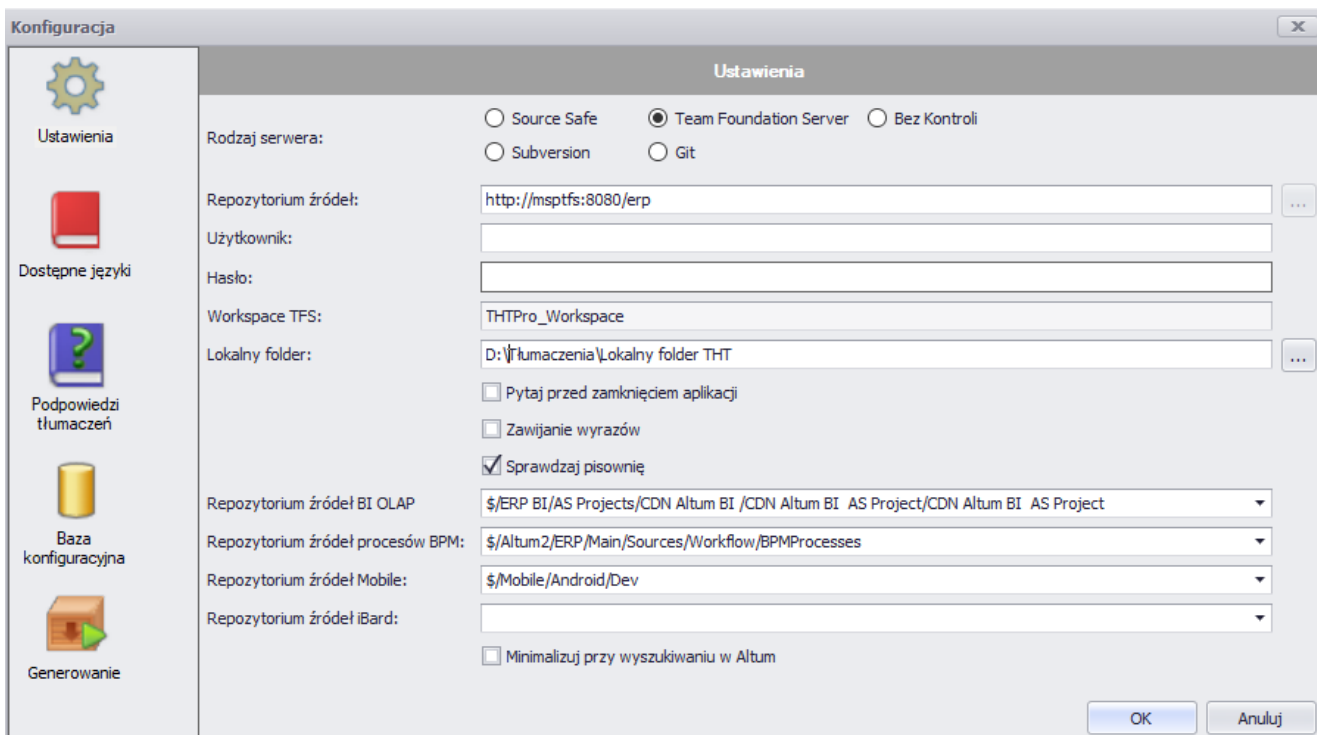 Konfiguracja
Ustawienia
Ustawienia
Dostępne języki
Podpowiedzi
tłumaczeń
Baza
konfiguracyjna
Generowanie
Rodzaj serwera:
Source Safe Team Foundation Server Bez Kontroli
Subversion Git
Repozytorium źródeł: http://msptfs:8080/erp ...
Użytkownik:
Hasło:
Workspace TFS: THTPro_Workspace
Lokalny folder: D:\Tłumaczenia\Lokalny folder THT ...
Pytaj przed zamknięciem aplikacji
Zawijanie wyrazów
Sprawdzaj pisownię
Repozytorium źródeł BI OLAP $/ERP BI/AS Projects/CDN Altum BI /CDN Altum BI  AS Project/CDN Altum BI  AS Project
Repozytorium źródeł procesów BPM: $/Altum2/ERP/Main/Sources/Workflow/BPMProcesses
Repozytorium źródeł Mobile: $/Mobile/Android/Dev
Repozytorium źródeł iBard:
Minimalizuj przy wyszukiwaniu w Altum
OK Anuluj